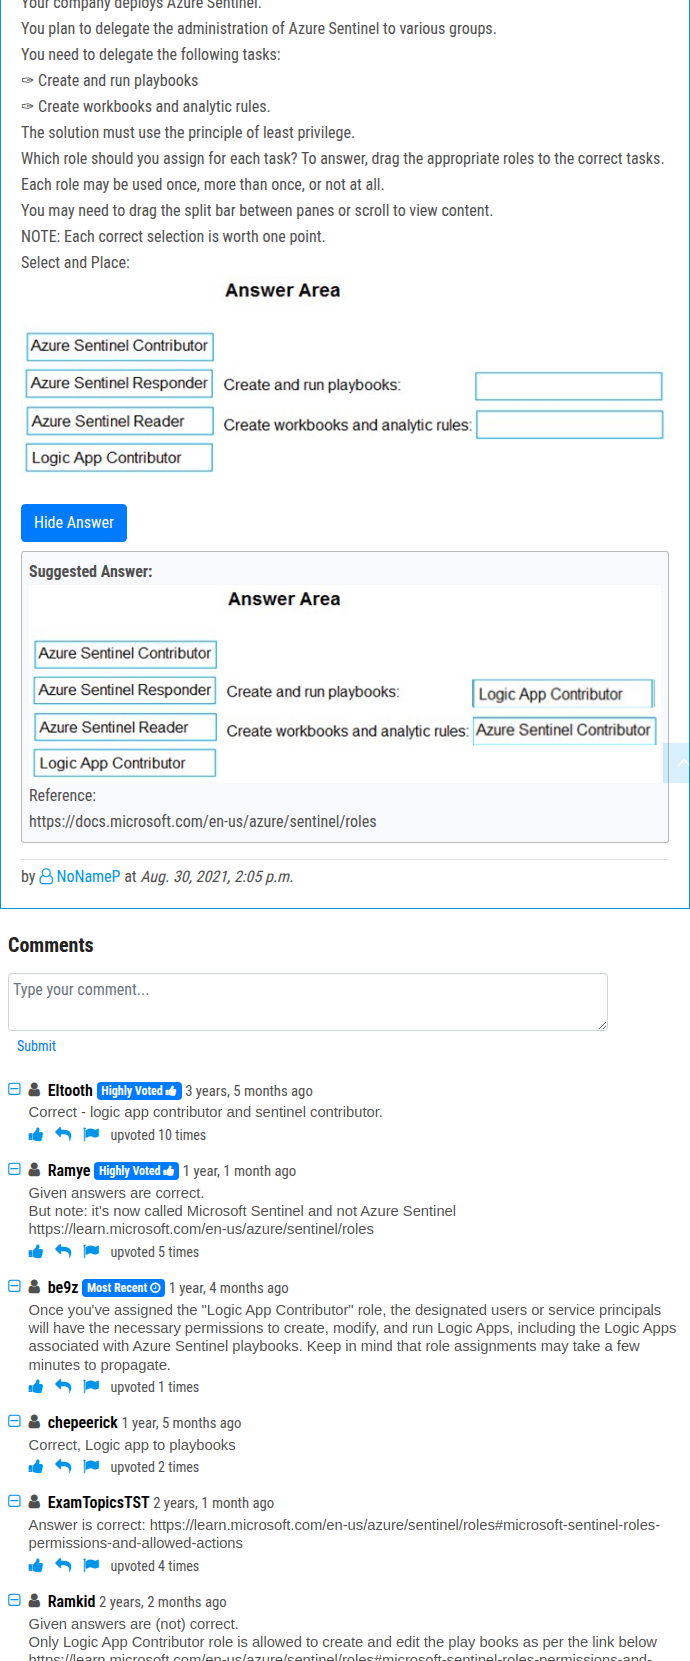 Your company deploys Azure Sentinel.
You plan to delegate the administration of Azure Sentinel to various groups.
You need to delegate the following tasks:
✑ Create and run playbooks
✑ Create workbooks and analytic rules.
The solution must use the principle of least privilege.
Which role should you assign for each task? To answer, drag the appropriate roles to the correct tasks.
Each role may be used once, more than once, or not at all.
You may need to drag the split bar between panes or scroll to view content.
NOTE: Each correct selection is worth one point.
Select and Place:
Answer Area
Azure Sentinel Contributor
Azure Sentinel Responder Create and run playbooks:
Azure Sentinel Reader Create workbooks and analytic rules:
Logic App Contributor
Hide Answer
Suggested Answer:
Answer Area
Azure Sentinel Contributor
Azure Sentinel Responder Create and run playbooks: Logic App Contributor
Azure Sentinel Reader Create workbooks and analytic rules: Azure Sentinel Contributor
Logic App Contributor
Reference:
https://docs.microsoft.com/en-us/azure/sentinel/roles
by NoNameP at Aug. 30, 2021, 2:05 p.m.
Comments
Type your comment...
Submit
Eltooth Highly Voted 3 years, 5 months ago
Correct - logic app contributor and sentinel contributor.
upvoted 10 times
Ramye Highly Voted 1 year, 1 month ago
Given answers are correct.
But note: it's now called Microsoft Sentinel and not Azure Sentinel
https://learn.microsoft.com/en-us/azure/sentinel/roles
upvoted 5 times
be9z Most Recent 1 year, 4 months ago
Once you've assigned the "Logic App Contributor" role, the designated users or service principals
will have the necessary permissions to create, modify, and run Logic Apps, including the Logic Apps
associated with Azure Sentinel playbooks. Keep in mind that role assignments may take a few
minutes to propagate.
upvoted 1 times
chepeerick 1 year, 5 months ago
Correct, Logic app to playbooks
upvoted 2 times
ExamTopicsTST 2 years, 1 month ago
Answer is correct: https://learn.microsoft.com/en-us/azure/sentinel/roles#microsoft-sentinel-roles-
permissions-and-allowed-actions
upvoted 4 times
Ramkid 2 years, 2 months ago
Given answers are (not) correct.
Only Logic App Contributor role is allowed to create and edit the play books as per the link below
https://learn.microsoft.com/en-us/azure/sentinel/roles#microsoft-sentinel-roles-permissions-and-